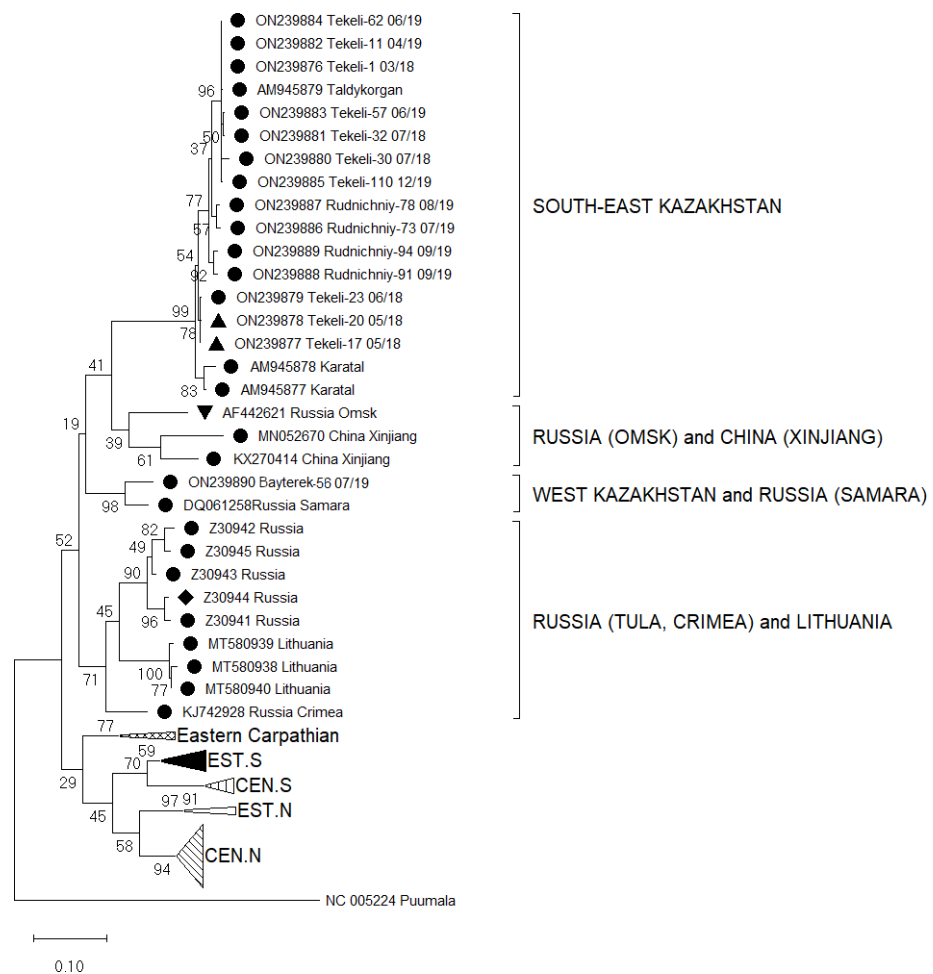 ON239884 Tekeli-62 06/19
ON239882 Tekeli-11 04/19
ON239876 Tekeli-1 03/18
96
AM945879 Taldykorgan
ON239883 Tekeli-57 06/19
50
ON239881 Tekeli-32 07/18
37
ON239880 Tekeli-30 07/18
ON239885 Tekeli-110 12/19
77
ON239887 Rudnichniy-78 08/19
SOUTH-EAST KAZAKHSTAN
57
ON239886 Rudnichniy-73 07/19
54
ON239889 Rudnichniy-94 09/19
92
ON239888 Rudnichniy-91 09/19
ON239879 Tekeli-23 06/18
99
ON239878 Tekeli-20 05/18
78
ON239877 Tekeli-17 05/18
41
AM945878 Karatal
83
AM945877 Karatal
AF442621 Russia Omsk
19
39
MN052670 China Xinjiang
RUSSIA (OMSK) and CHINA (XINJIANG)
61
KX270414 China Xinjiang
ON239890 Bayterek-56 07/19
WEST KAZAKHSTAN and RUSSIA (SAMARA)
98
DQ061258Russia Samara
82
Z30942 Russia
52
49
Z30945 Russia
90
Z30943 Russia
Z30944 Russia
45
96
Z30941 Russia
RUSSIA (TULA, CRIMEA) and LITHUANIA
MT580939 Lithuania
71
100
MT580938 Lithuania
77
MT580940 Lithuania
KJ742928 Russia Crimea
77
Eastern Carpathian
59
70
EST.S
29
CEN.S
97
91
EST.N
45
58
94
CEN.N
NC 005224 Puumala
0.10